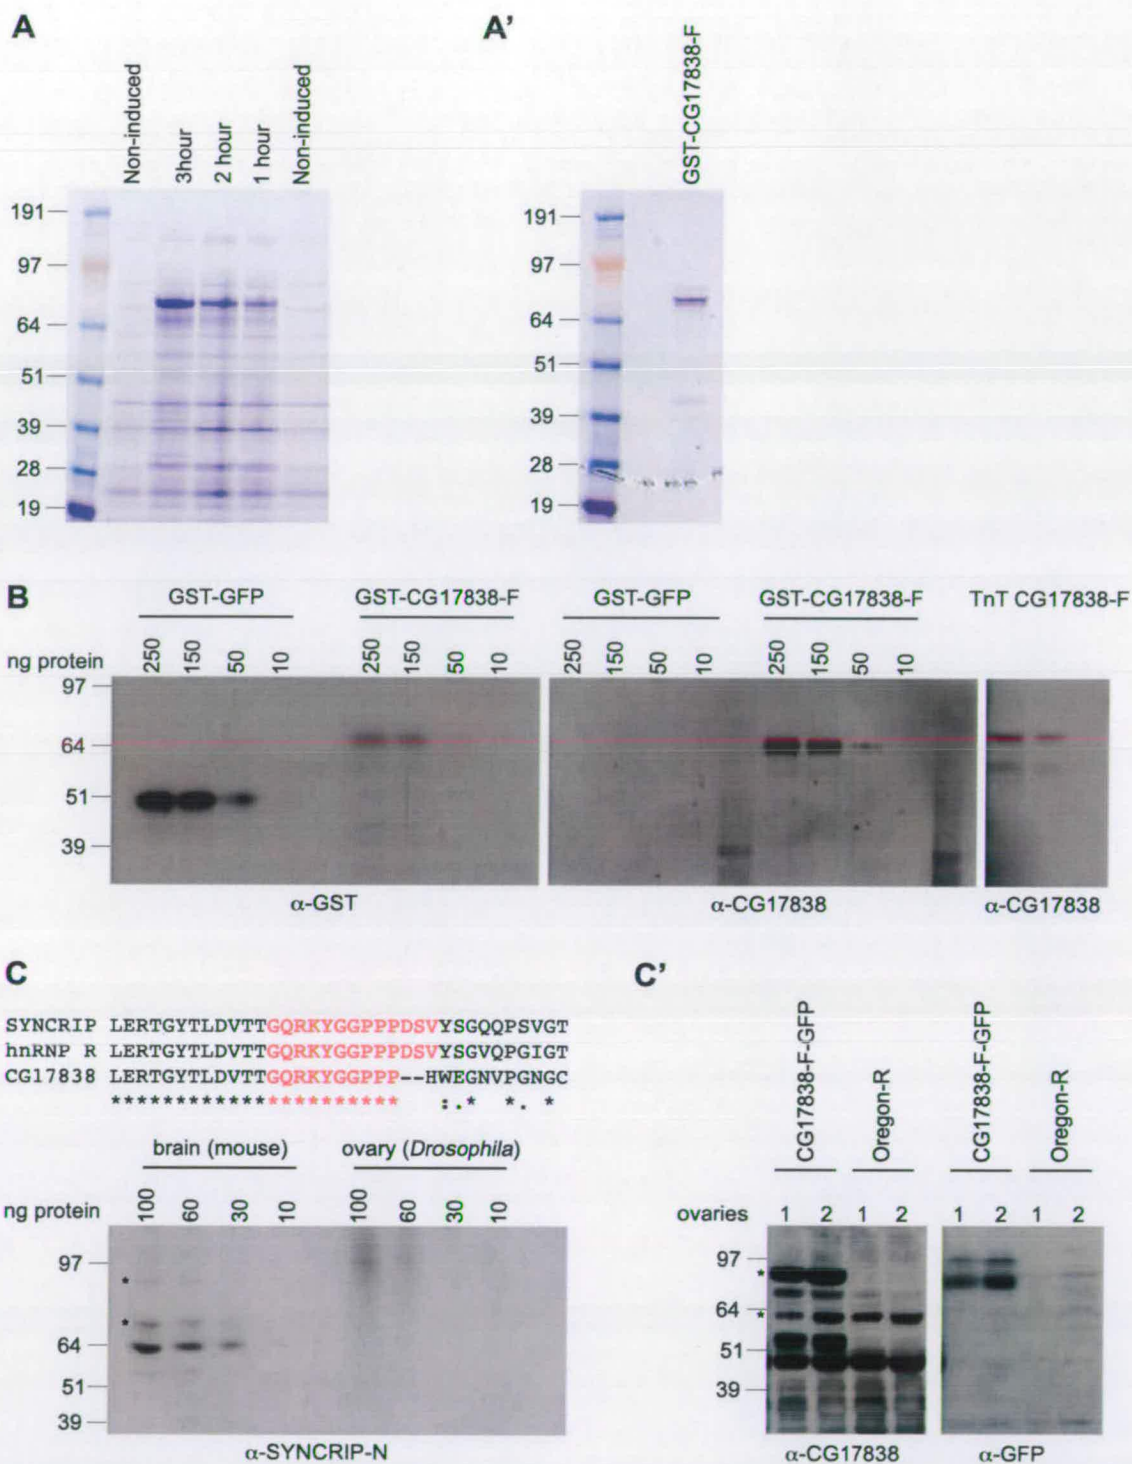 A
Non-induced
3hour
2 hour
1 hour
Non-induced
191
97
64
51
39
28
19
A'
GST-CG17838-F
191
97
64
51
39
28
19
B
GST-GFP GST-CG17838-F GST-GFP GST-CG17838-F TnT CG17838-F
ng protein 250 150 50 10 250 150 50 10 250 150 50 10 250 150 50 10
97
64
51
39
α-GST α-CG17838 α-CG17838
C
SYNCRIP LERTGYTLDVTTGQRKYGGPPPDSVYSGQQPSVGT
hnRNP R LERTGYTLDVTTGQRKYGGPPPDSVYSGVQPGIGT
CG17838 LERTGYTLDVTTGQRKYGGPPP--HWEGNVPGNGC
********************** :.* *. *
brain (mouse) ovary (Drosophila)
ng protein 100 60 30 10 100 60 30 10
97
*
*
64
51
39
α-SYNCRIP-N
C'
CG17838-F-GFP
Oregon-R
CG17838-F-GFP
Oregon-R
ovaries 1 2 1 2 1 2 1 2
97
*
64
*
51
39
α-CG17838 α-GFP